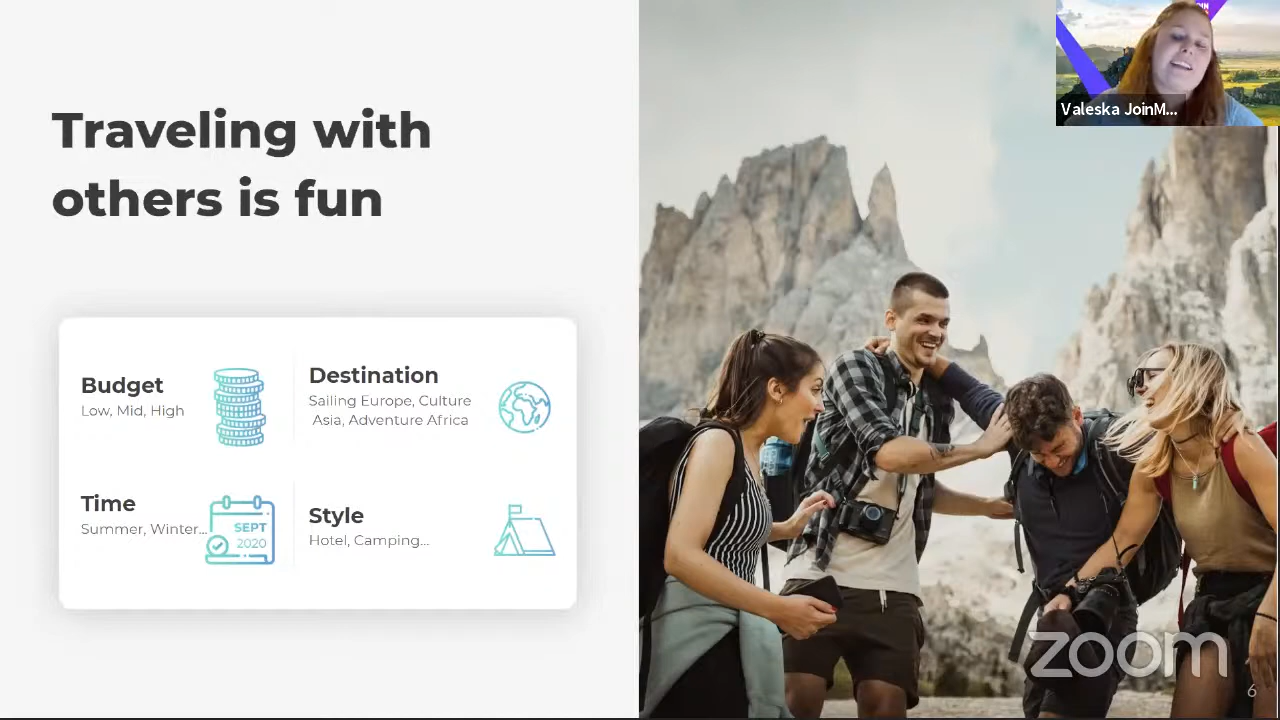 Traveling with
others is fun
Budget
Low, Mid, High
Destination
Sailing Europe, Culture
Asia, Adventure Africa
Time
Summer, Winter...
SEPT
2020
Style
Hotel, Camping...
Valeska JoinM...
zoom
6